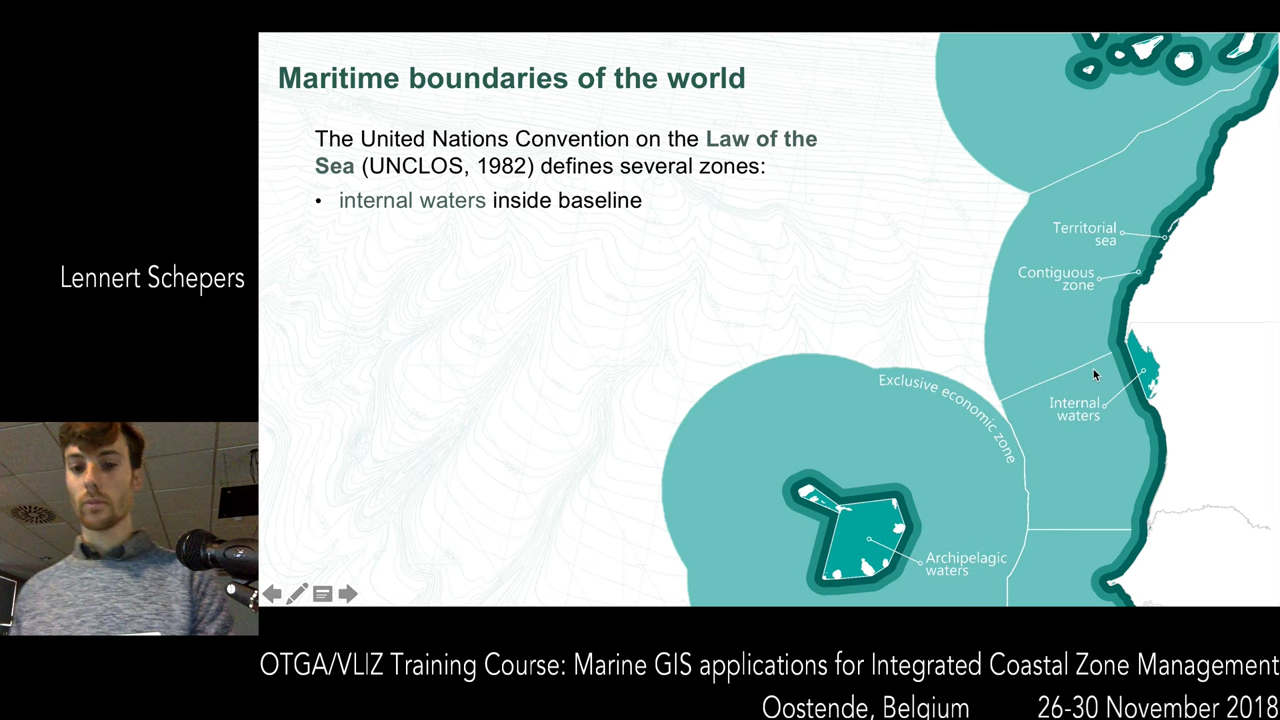 Maritime boundaries of the world
The United Nations Convention on the Law of the
Sea (UNCLOS, 1982) defines several zones:
• internal waters inside baseline
Territorial
sea
Contiguous
zone
Internal
waters
Exclusive economic zone
Archipelagic
waters
Lennert Schepers
OTGA/VLIZ Training Course: Marine GIS applications for Integrated Coastal Zone Management
Oostende, Belgium 26-30 November 2018